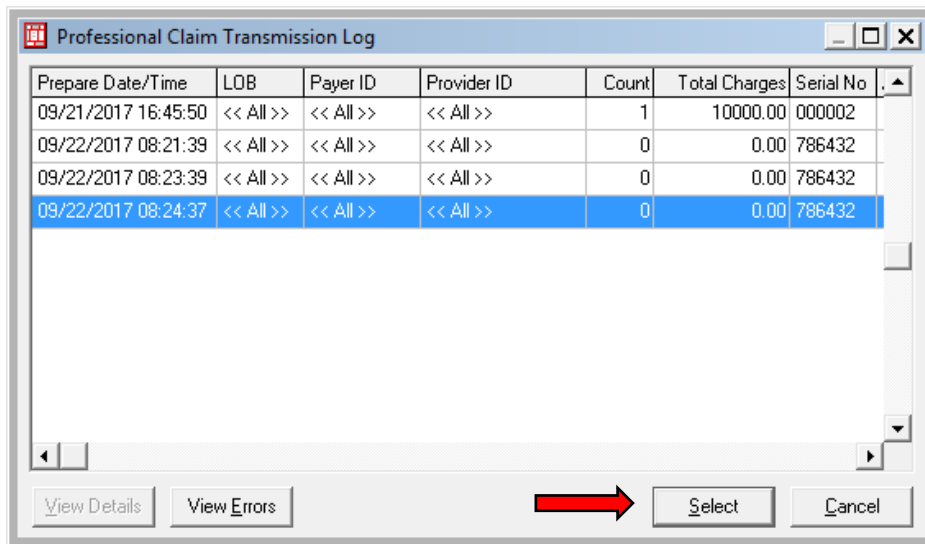 Professional Claim Transmission Log
Prepare Date/Time LOB Payer ID Provider ID Count Total Charges Serial No
09/21/2017 16:45:50 << All >> << All >> << All >> 1 10000.00 000002
09/22/2017 08:21:39 << All >> << All >> << All >> 0 0.00 786432
09/22/2017 08:23:39 << All >> << All >> << All >> 0 0.00 786432
09/22/2017 08:24:37 << All >> << All >> << All >> 0 0.00 786432
View Details View Errors Select Cancel